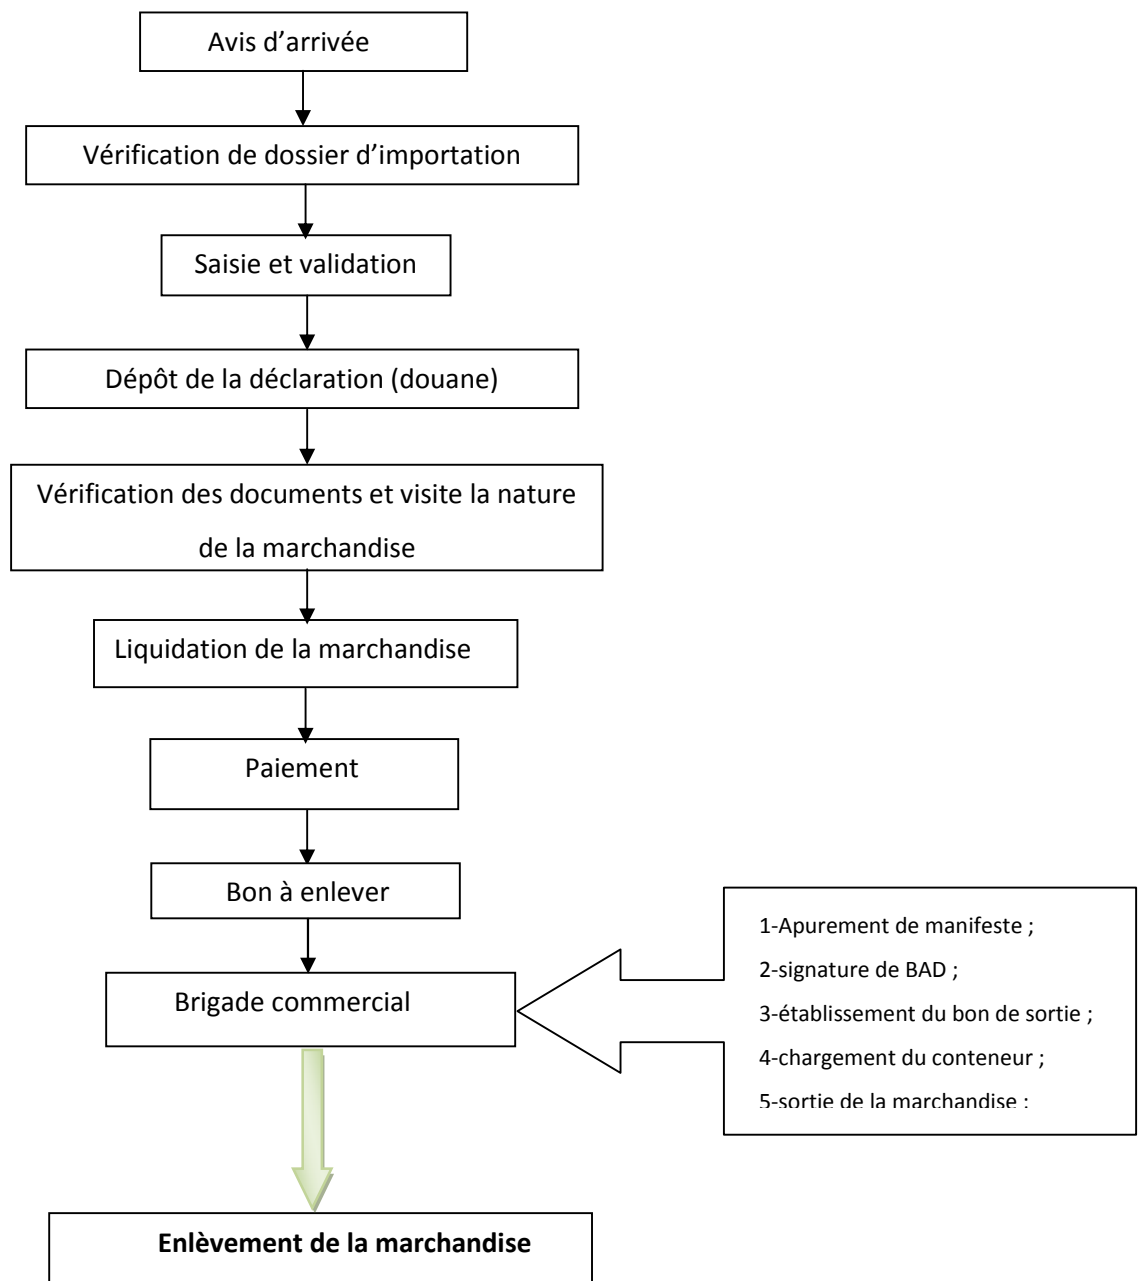 Avis d’arrivée
Vérification de dossier d’importation
Saisie et validation
Dépôt de la déclaration (douane)
Vérification des documents et visite la nature
de la marchandise
Liquidation de la marchandise
Paiement
Bon à enlever
Brigade commercial
1-Apurement de manifeste ;
2-signature de BAD ;
3-établissement du bon de sortie ;
4-chargement du conteneur ;
5-sortie de la marchandise ;
Enlèvement de la marchandise